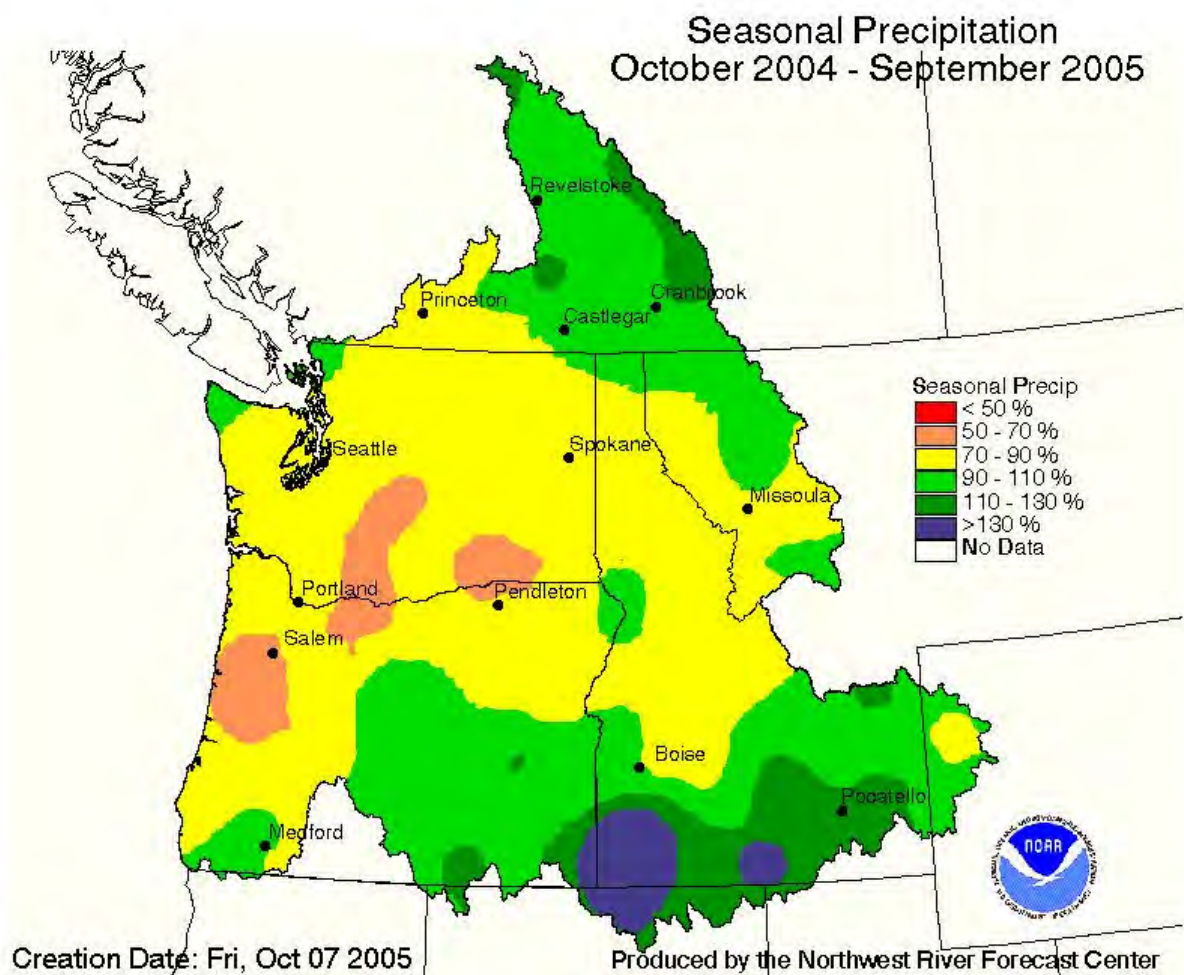 Seasonal Precipitation
October 2004 - September 2005
Revelstoke
Princeton
Cranbrook
Castlegar
Seasonal Precip
< 50 %
50 - 70 %
70 - 90 %
90 - 110 %
110 - 130 %
>130 %
No Data
Seattle
Spokane
Missoula
Portland
Pendleton
Salem
Boise
Pocatello
Medford
NOAA
Creation Date: Fri, Oct 07 2005
Produced by the Northwest River Forecast Center